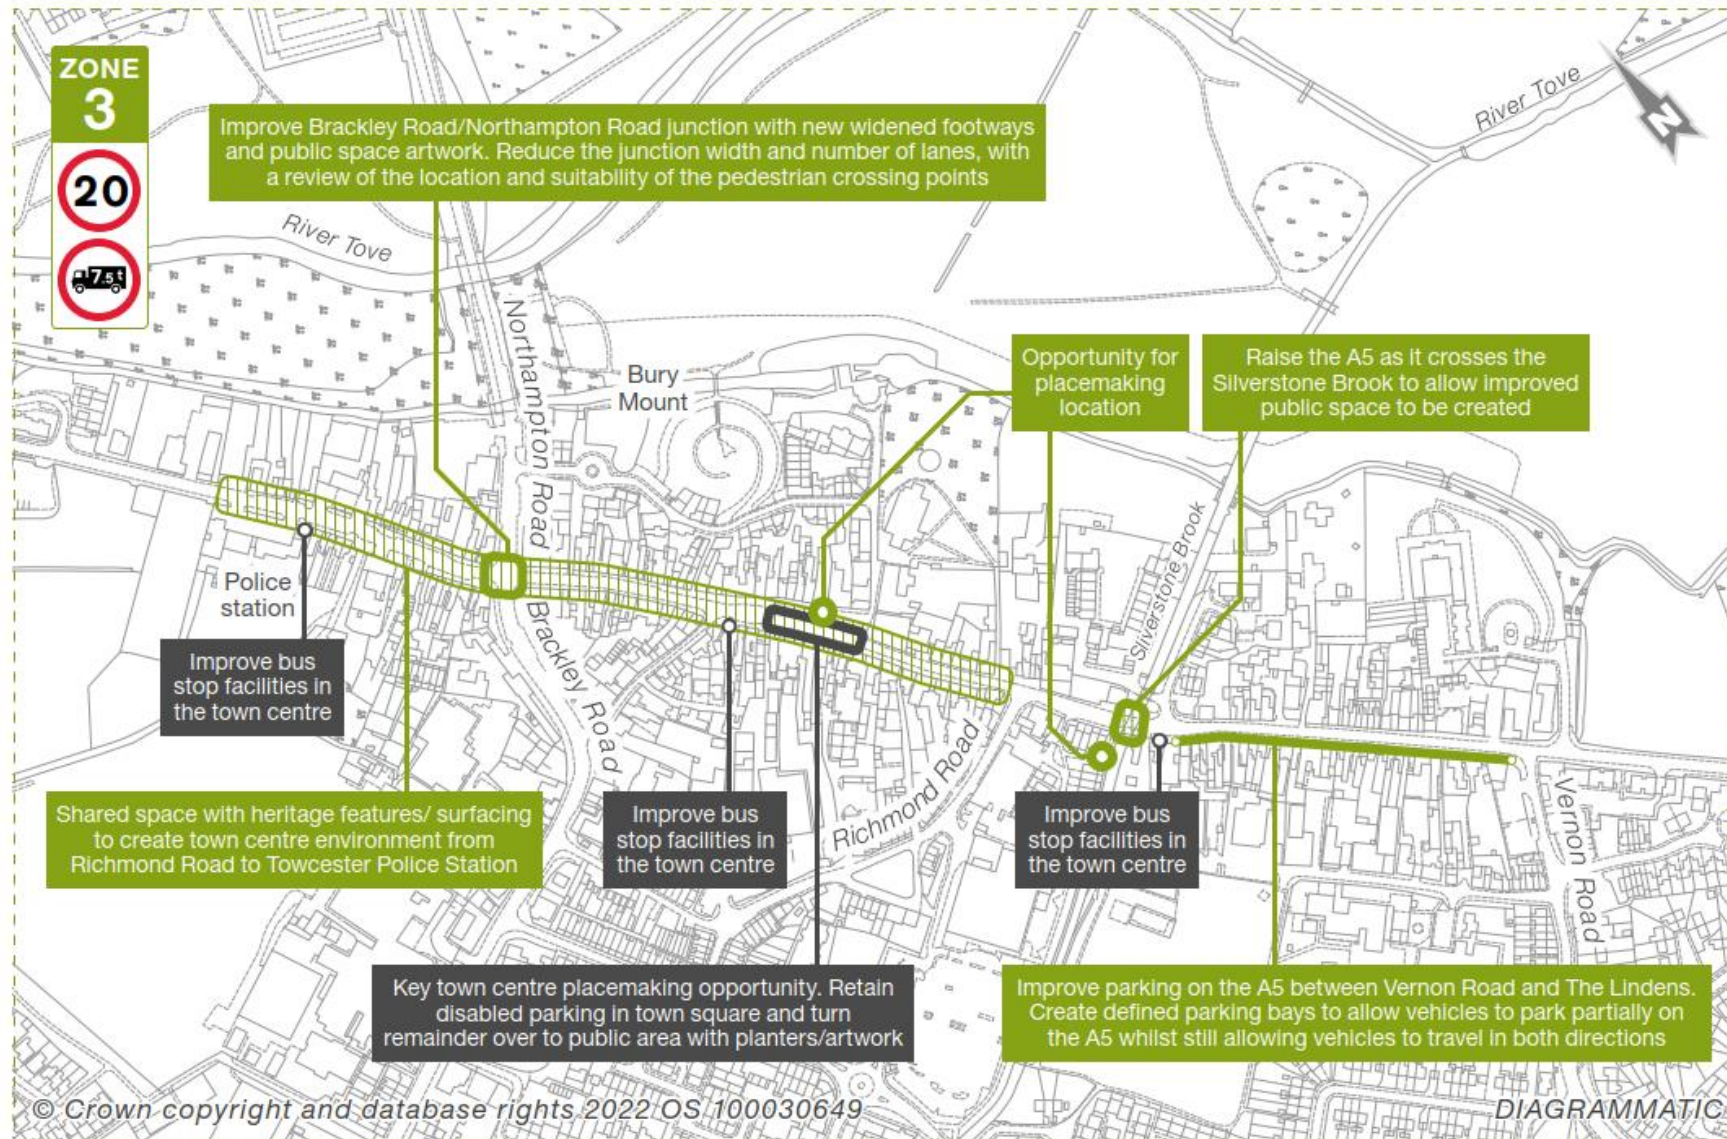 ZONE
3
20
7.5 t
Improve Brackley Road/Northampton Road junction with new widened footways
and public space artwork. Reduce the junction width and number of lanes, with
a review of the location and suitability of the pedestrian crossing points
River Tove
N
River Tove
Northampton Road
Bury
Mount
Opportunity for
placemaking
location
Raise the A5 as it crosses the
Silverstone Brook to allow improved
public space to be created
Silverstone Brook
Police
station
Brackley Road
Improve bus
stop facilities in
the town centre
Richmond Road
Vernon Road
Shared space with heritage features/ surfacing
to create town centre environment from
Richmond Road to Towcester Police Station
Improve bus
stop facilities in
the town centre
Improve bus
stop facilities in
the town centre
Key town centre placemaking opportunity. Retain
disabled parking in town square and turn
remainder over to public area with planters/artwork
Improve parking on the A5 between Vernon Road and The Lindens.
Create defined parking bays to allow vehicles to park partially on
the A5 whilst still allowing vehicles to travel in both directions
© Crown copyright and database rights 2022 OS 100030649
DIAGRAMMATIC